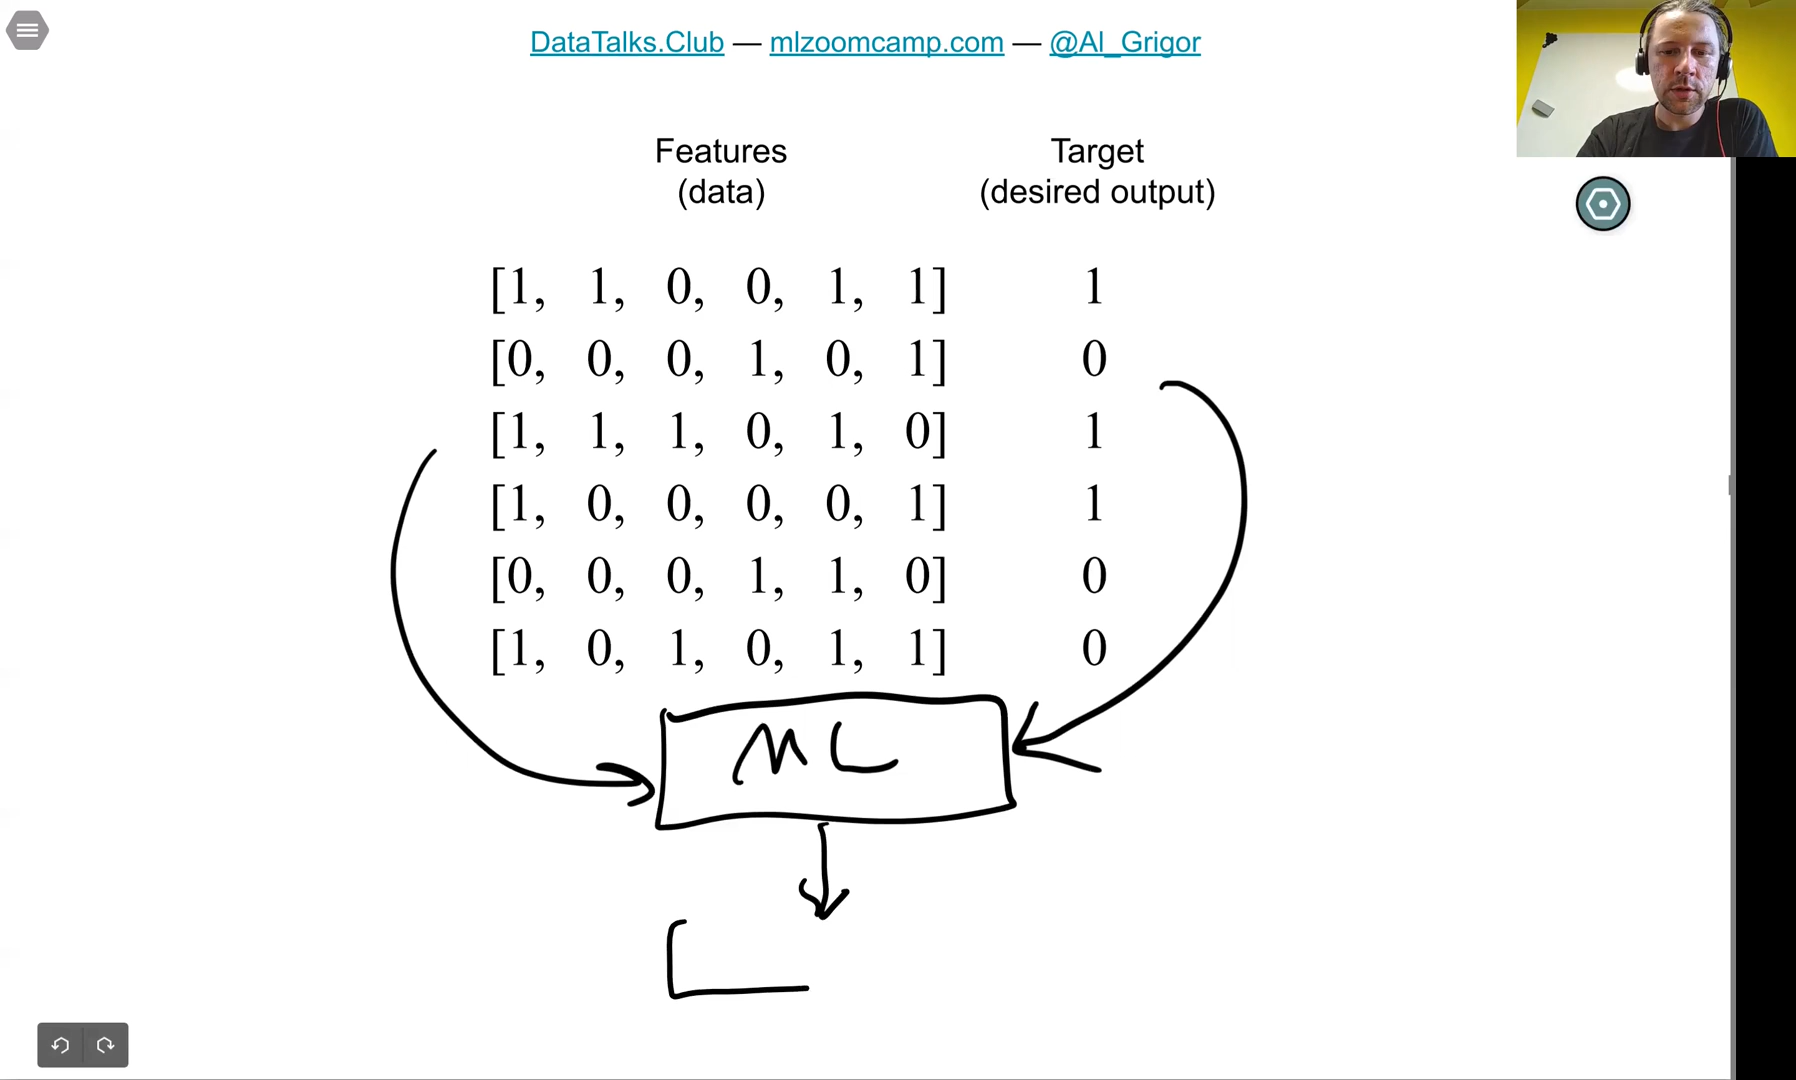 DataTalks.Club — mlzoomcamp.com — @Al_Grigor
Features
(data)
Target
(desired output)
[1, 1, 0, 0, 1, 1] 1
[0, 0, 0, 1, 0, 1] 0
[1, 1, 1, 0, 1, 0] 1
[1, 0, 0, 0, 0, 1] 1
[0, 0, 0, 1, 1, 0] 0
[1, 0, 1, 0, 1, 1] 0
ML